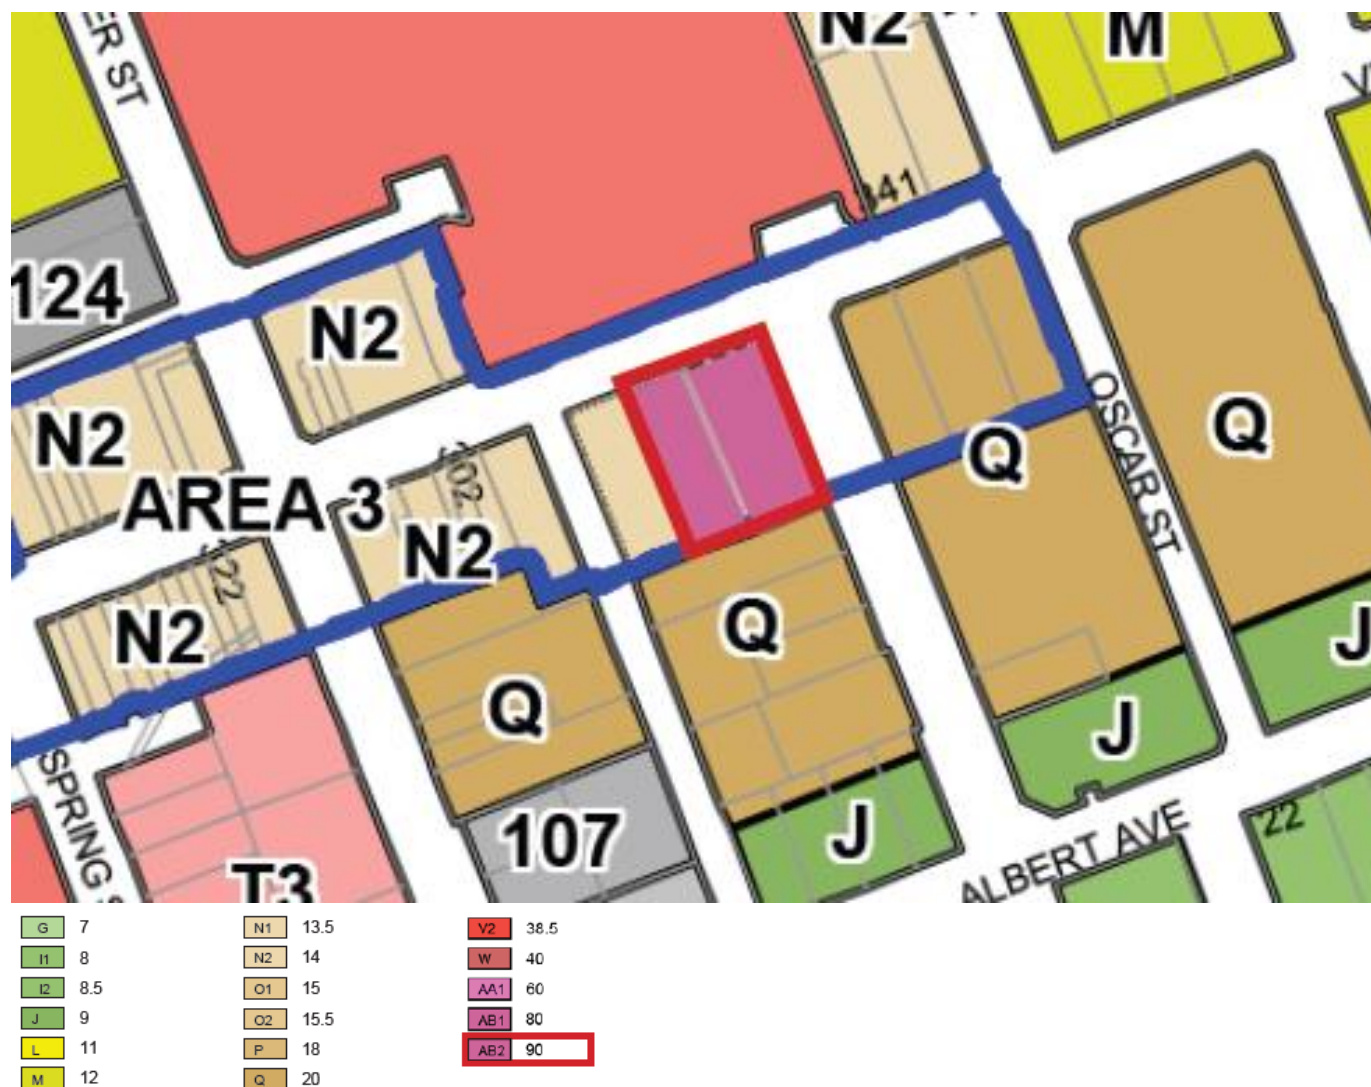 ER ST
N2
M
341
124
N2
N2
AREA 3
302
N2
322
N2
Q
Q
OSCAR ST
Q
Q
J
J
J
107
T3
SPRING S
ALBERT AVE
22
G 7
I1 8
I2 8.5
J 9
L 11
M 12
N1 13.5
N2 14
O1 15
O2 15.5
P 18
Q 20
V2 38.5
W 40
AA1 60
AB1 80
AB2 90